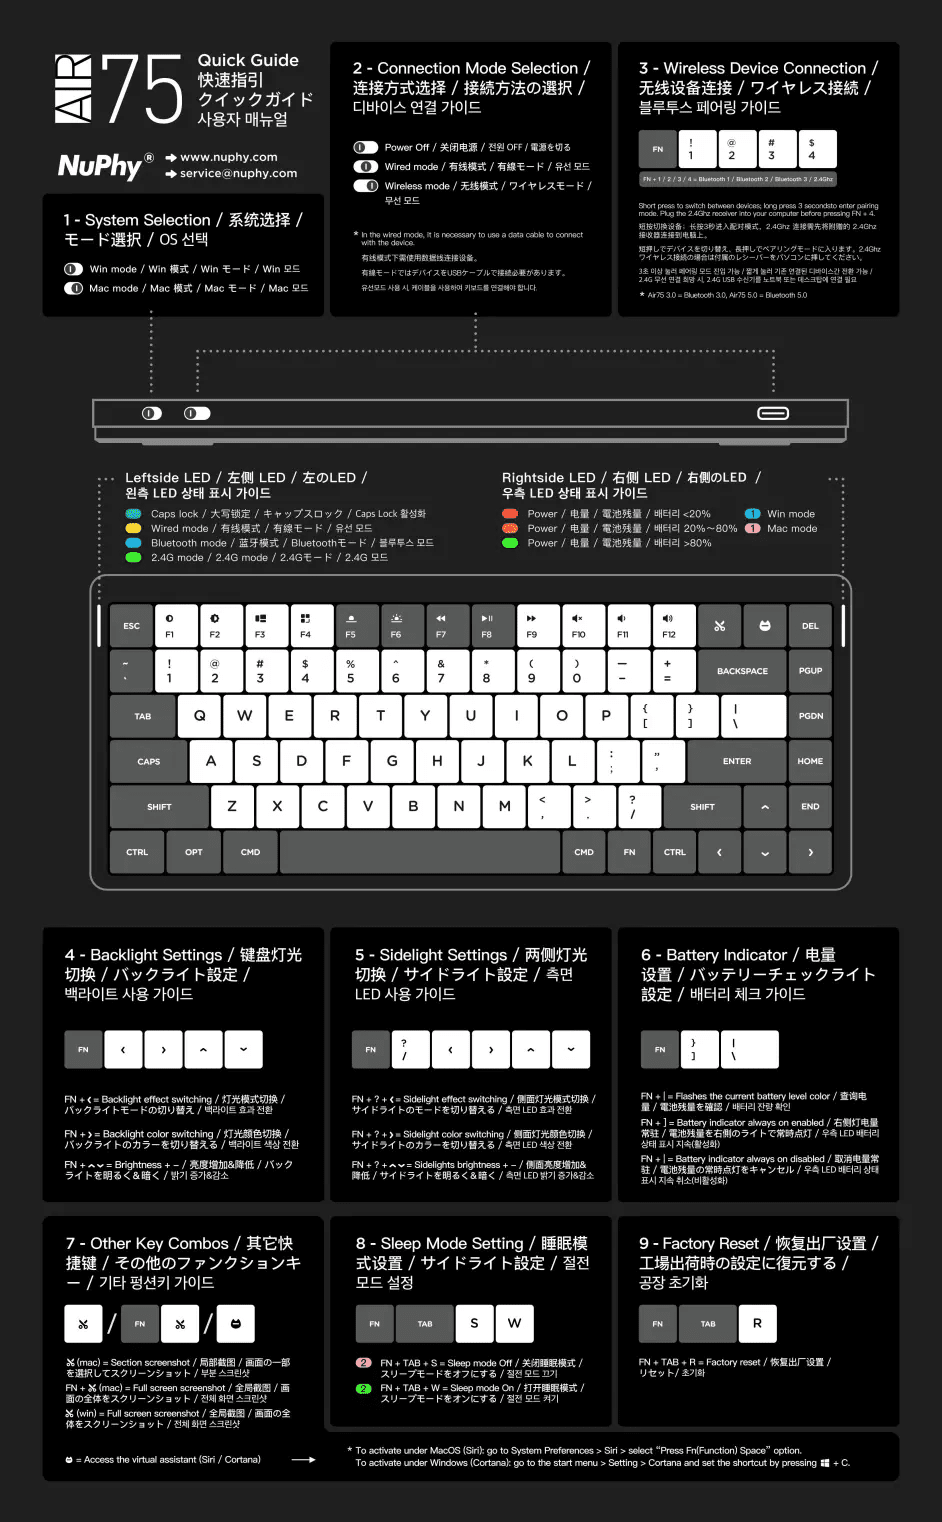 AIR 75
Quick Guide
快速指引
クイックガイド
사용자 매뉴얼
NuPhy®
www.nuphy.com
service@nuphy.com
1 - System Selection / 系统选择 /
モード選択 / OS 선택
Win mode / Win 模式 / Win モード / Win 모드
Mac mode / Mac 模式 / Mac モード / Mac 모드
2 - Connection Mode Selection /
连接方式选择 / 接続方法の選択 /
디바이스 연결 가이드
Power Off / 关闭电源 / 전원 OFF / 電源を切る
Wired mode / 有线模式 / 有線モード / 유선 모드
Wireless mode / 无线模式 / ワイヤレスモード /
무선 모드
* In the wired mode, it is necessary to use a data cable to connect
with the device.
有线模式下需使用数据线连接设备。
有線モードではデバイスをUSBケーブルで接続必要があります。
유선모드 사용 시, 케이블을 사용하여 키보드를 연결해야 합니다.
3 - Wireless Device Connection /
无线设备连接 / ワイヤレス接続 /
블루투스 페어링 가이드
FN ! 1 @ 2 # 3 $ 4
FN + 1 / 2 / 3 / 4 = Bluetooth 1 / Bluetooth 2 / Bluetooth 3 / 2.4Ghz
Short press to switch between devices; long press 3 secondsto enter pairing
mode. Plug the 2.4Ghz receiver into your computer before pressing FN + 4.
短按切换设备；长按3秒进入配对模式、2.4Ghz 连接需先将附赠的 2.4Ghz
接收器连接到电脑上。
短押しでデバイスを切り替え、長押しでペアリングモードに入ります。2.4Ghz
ワイヤレス接続の場合は付属のレシーバーをパソコンに挿してください。
3초 이상 눌러 페어링 모드 진입 가능 / 짧게 눌러 기존 연결된 디바이스간 전환 가능 /
2.4G 무선 연결 희망 시, 2.4G USB 수신기를 노트북 또는 데스크탑에 연결 필요
* Air75 3.0 = Bluetooth 3.0, Air75 5.0 = Bluetooth 5.0
Leftside LED / 左侧 LED / 左のLED /
왼측 LED 상태 표시 가이드
Caps lock / 大写锁定 / キャップスロック / Caps Lock 활성화
Wired mode / 有线模式 / 有線モード / 유선 모드
Bluetooth mode / 蓝牙模式 / Bluetoothモード / 블루투스 모드
2.4G mode / 2.4G mode / 2.4Gモード / 2.4G 모드
Rightside LED / 右侧 LED / 右側のLED /
우측 LED 상태 표시 가이드
Power / 电量 / 電池残量 / 배터리 <20%
Power / 电量 / 電池残量 / 배터리 20%～80%
Power / 电量 / 電池残量 / 배터리 >80%
1 Win mode
1 Mac mode
ESC F1 F2 F3 F4 F5 F6 F7 F8 F9 F10 F11 F12 DEL
~ ` ! 1 @ 2 # 3 $ 4 % 5 ^ 6 & 7 * 8 ( 9 ) 0 — - + = BACKSPACE PGUP
TAB Q W E R T Y U I O P { [ } ] | \ PGDN
CAPS A S D F G H J K L : ; " , ENTER HOME
SHIFT Z X C V B N M < , > . ? / SHIFT END
CTRL OPT CMD CMD FN CTRL
4 - Backlight Settings / 键盘灯光
切换 / バックライト設定 /
백라이트 사용 가이드
FN ‹ › ^ ⌄
FN + ‹ = Backlight effect switching / 灯光模式切换 /
バックライトモードの切り替え / 백라이트 효과 전환
FN + › = Backlight color switching / 灯光颜色切换 /
バックライトのカラーを切り替える / 백라이트 색상 전환
FN + ^ ⌄ = Brightness + − / 亮度增加&降低 / バック
ライトを明るく＆暗く / 밝기 증가&감소
5 - Sidelight Settings / 两侧灯光
切换 / サイドライト設定 / 측면
LED 사용 가이드
FN ? / ‹ › ^ ⌄
FN + ? + ‹ = Sidelight effect switching / 侧面灯光模式切换 /
サイドライトのモードを切り替える / 측면 LED 효과 전환
FN + ? + › = Sidelight color switching / 侧面灯光颜色切换 /
サイドライトのカラーを切り替える / 측면 LED 색상 전환
FN + ? + ^ ⌄ = Sidelights brightness + − / 侧面亮度增加&
降低 / サイドライトを明るく＆暗く / 측면 LED 밝기 증가&감소
6 - Battery Indicator / 电量
设置 / バッテリーチェックライト
設定 / 배터리 체크 가이드
FN } ] | \
FN + | = Flashes the current battery level color / 查询电
量 / 電池残量を確認 / 배터리 잔량 확인
FN + ] = Battery indicator always on enabled / 右侧灯电量
常驻 / 電池残量を右側のライトで常時点灯 / 우측 LED 배터리
상태 표시 지속(활성화)
FN + | = Battery indicator always on disabled / 取消电量常
驻 / 電池残量の常時点灯をキャンセル / 우측 LED 배터리 상태
표시 지속 취소(비활성화)
7 - Other Key Combos / 其它快
捷键 / その他のファンクションキ
ー / 기타 펑션키 가이드
/ FN /
(mac) = Section screenshot / 局部截图 / 画面の一部
を選択してスクリーンショット / 부분 스크린샷
FN + (mac) = Full screen screenshot / 全局截图 / 画
面の全体をスクリーンショット / 전체 화면 스크린샷
(win) = Full screen screenshot / 全局截图 / 画面の全
体をスクリーンショット / 전체 화면 스크린샷
= Access the virtual assistant (Siri / Cortana)
8 - Sleep Mode Setting / 睡眠模
式设置 / サイドライト設定 / 절전
모드 설정
FN TAB S W
2 FN + TAB + S = Sleep mode Off / 关闭睡眠模式 /
スリープモードをオフにする / 절전 모드 끄기
2 FN + TAB + W = Sleep mode On / 打开睡眠模式 /
スリープモードをオンにする / 절전 모드 켜기
9 - Factory Reset / 恢复出厂设置 /
工場出荷時の設定に復元する /
공장 초기화
FN TAB R
FN + TAB + R = Factory reset / 恢复出厂设置 /
リセット/ 초기화
* To activate under MacOS (Siri): go to System Preferences > Siri > select “Press Fn(Function) Space” option.
To activate under Windows (Cortana): go to the start menu > Setting > Cortana and set the shortcut by pressing + C.